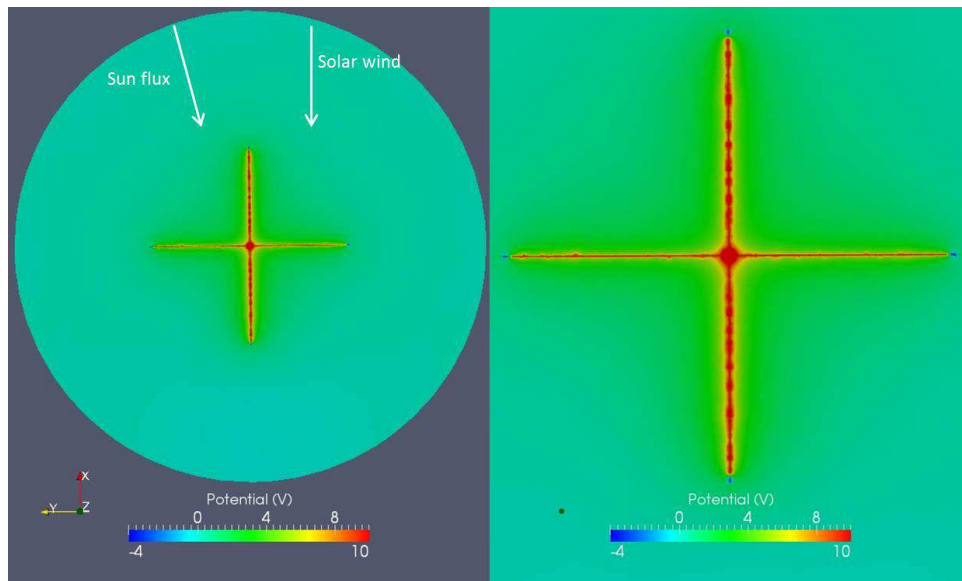 Sun flux
Solar wind
X
Y
Z
Potential (V)
0 4 8
-4 10
Potential (V)
0 4 8
-4 10